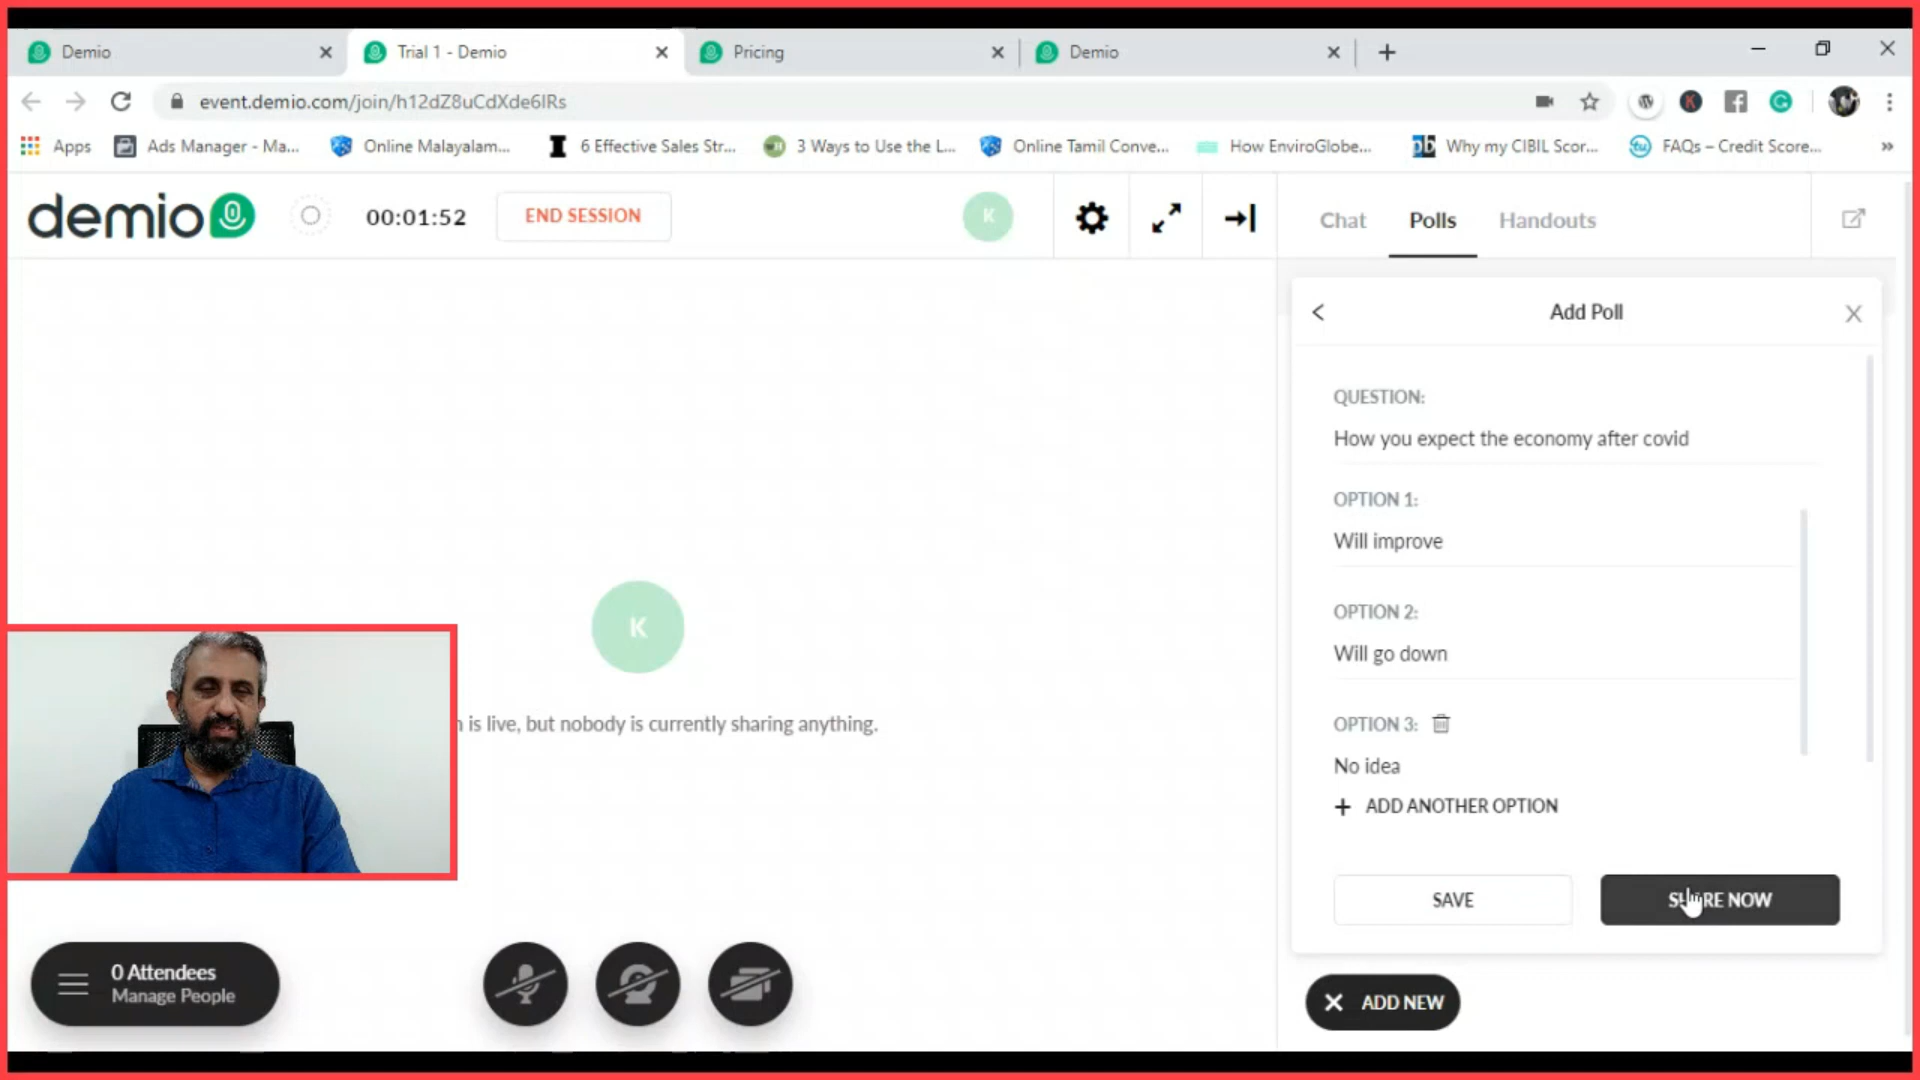 Demio
Trial 1 - Demio
Pricing
Demio
event.demio.com/join/h12dZ8uCdXde6IRs
Apps
Ads Manager - Ma...
Online Malayalam...
6 Effective Sales Str...
3 Ways to Use the L...
Online Tamil Conve...
How EnviroGlobe...
Why my CIBIL Scor...
FAQs – Credit Score...
demio
00:01:52
END SESSION
K
Chat
Polls
Handouts
Add Poll
QUESTION:
How you expect the economy after covid
OPTION 1:
Will improve
OPTION 2:
Will go down
OPTION 3:
No idea
+ ADD ANOTHER OPTION
SAVE
SHARE NOW
ADD NEW
K
is live, but nobody is currently sharing anything.
0 Attendees
Manage People